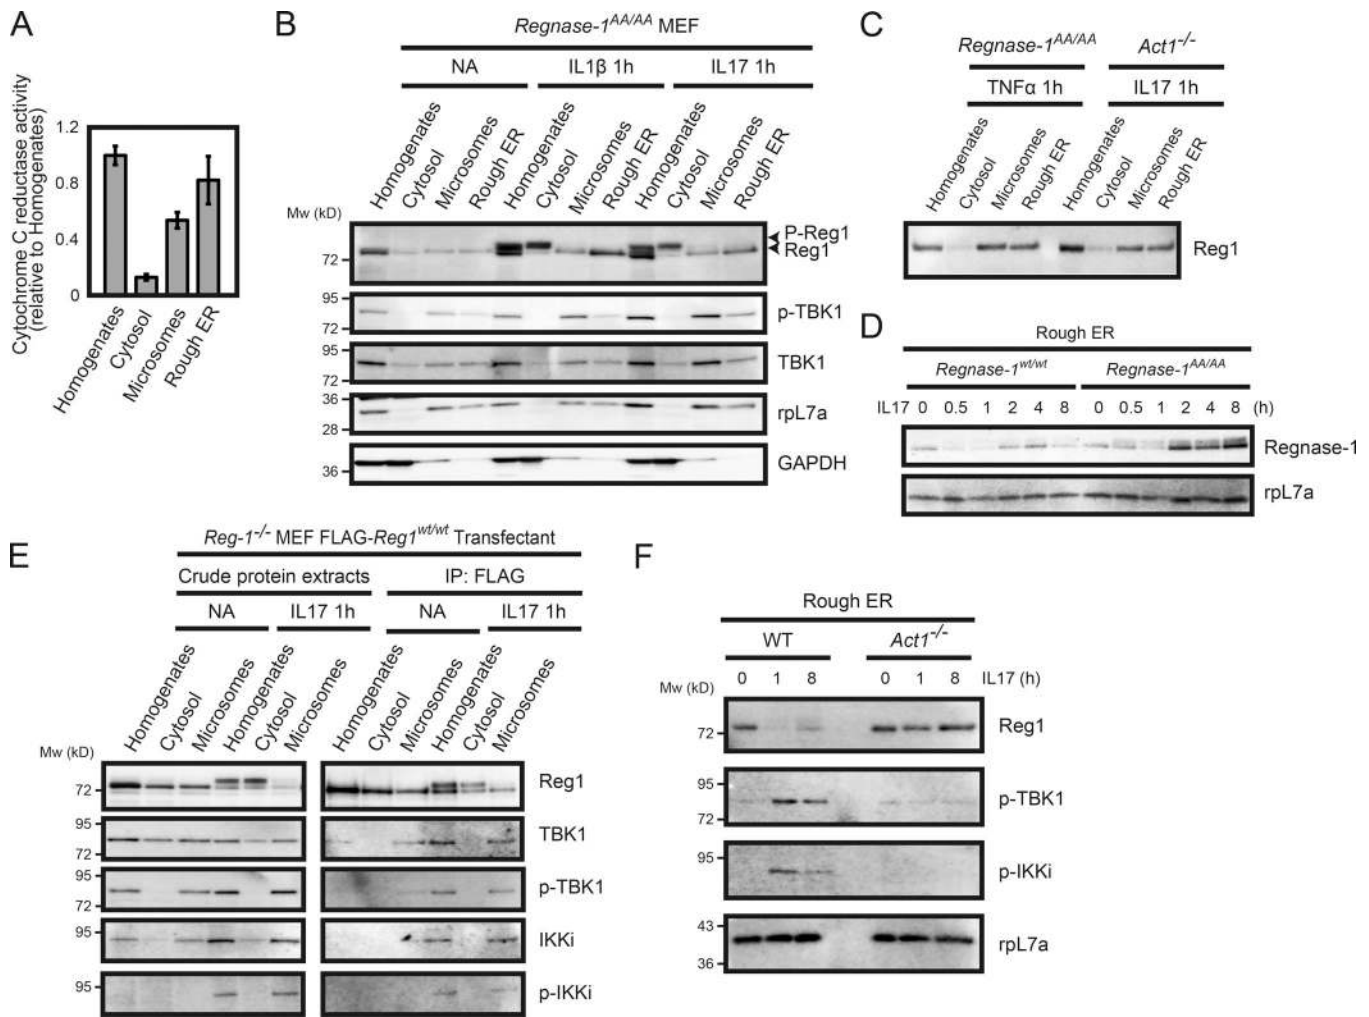 A
Cytochrome C reductase activity
(relative to Homogenates)
1.2
0.8
0.4
0
Homogenates
Cytosol
Microsomes
Rough ER
B
Regnase-1AA/AA MEF
NA
IL1β 1h
IL17 1h
Homogenates
Cytosol
Microsomes
Rough ER
Homogenates
Cytosol
Microsomes
Rough ER
Homogenates
Cytosol
Microsomes
Rough ER
Mw (kD)
P-Reg1
Reg1
72
95
p-TBK1
72
95
TBK1
72
36
rpL7a
28
GAPDH
36
C
Regnase-1AA/AA
Act1-/-
TNFα 1h
IL17 1h
Homogenates
Cytosol
Microsomes
Rough ER
Homogenates
Cytosol
Microsomes
Rough ER
Reg1
D
Rough ER
Regnase-1wt/wt
Regnase-1AA/AA
IL17 0 0.5 1 2 4 8 0 0.5 1 2 4 8 (h)
Regnase-1
rpL7a
E
Reg-1-/- MEF FLAG-Reg1wt/wt Transfectant
Crude protein extracts
IP: FLAG
NA
IL17 1h
NA
IL17 1h
Homogenates
Cytosol
Microsomes
Homogenates
Cytosol
Microsomes
Homogenates
Cytosol
Microsomes
Homogenates
Cytosol
Microsomes
Mw (kD)
72
Reg1
95
TBK1
72
95
p-TBK1
72
95
IKKi
95
p-IKKi
F
Rough ER
WT
Act1-/-
0 1 8 0 1 8 IL17 (h)
Mw (kD)
Reg1
72
95
p-TBK1
72
95
p-IKKi
43
rpL7a
36